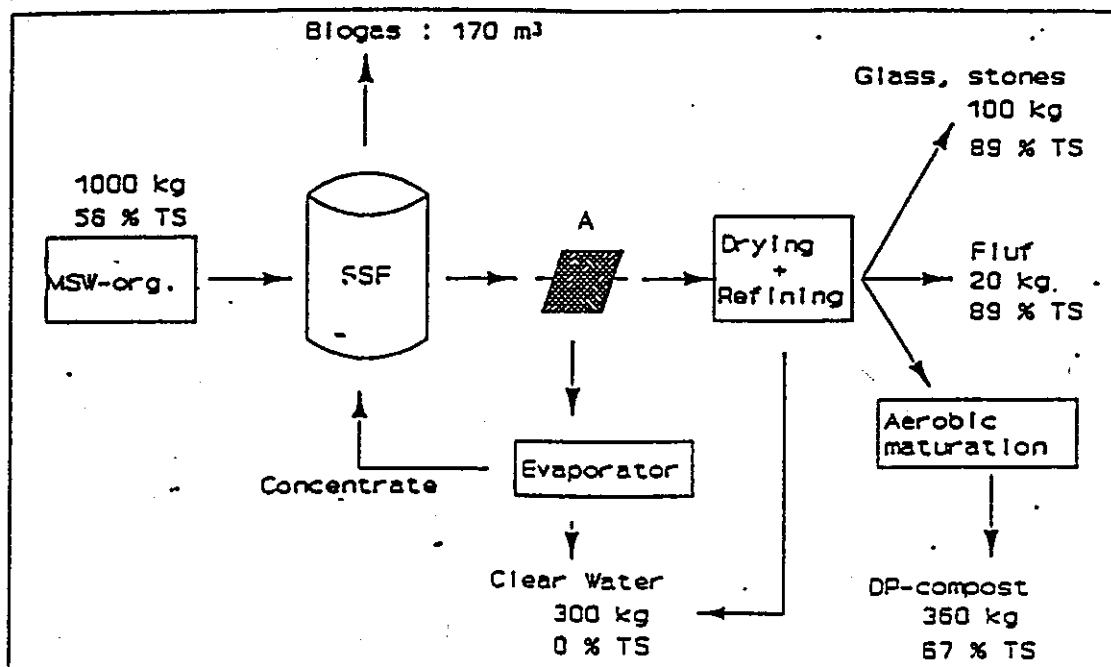 Biogas : 170 m³
Glass, stones
100 kg
89 % TS
1000 kg
56 % TS
MSW-org.
SSF
A
Drying
+
Refining
Fluf
20 kg.
89 % TS
Aerobic
maturation
Evaporator
Concentrate
Clear Water
300 kg
0 % TS
DP-compost
360 kg
67 % TS